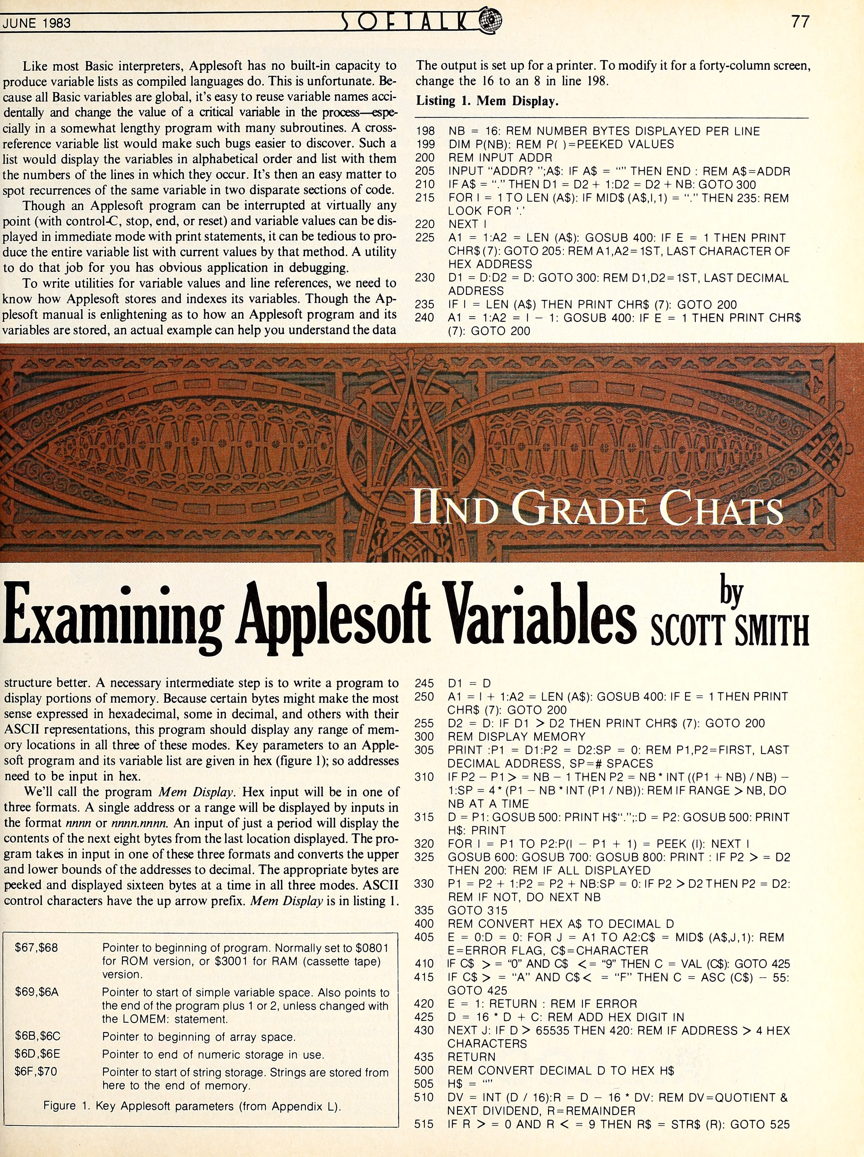 JUNE 1983
SOFTALK
77
Like most Basic interpreters, Applesoft has no built-in capacity to
produce variable lists as compiled languages do. This is unfortunate. Be-
cause all Basic variables are global, it's easy to reuse variable names acci-
dentally and change the value of a critical variable in the process—espe-
cially in a somewhat lengthy program with many subroutines. A cross-
reference variable list would make such bugs easier to discover. Such a
list would display the variables in alphabetical order and list with them
the numbers of the lines in which they occur. It's then an easy matter to
spot recurrences of the same variable in two disparate sections of code.
Though an Applesoft program can be interrupted at virtually any
point (with control-C, stop, end, or reset) and variable values can be dis-
played in immediate mode with print statements, it can be tedious to pro-
duce the entire variable list with current values by that method. A utility
to do that job for you has obvious application in debugging.
To write utilities for variable values and line references, we need to
know how Applesoft stores and indexes its variables. Though the Ap-
plesoft manual is enlightening as to how an Applesoft program and its
variables are stored, an actual example can help you understand the data
The output is set up for a printer. To modify it for a forty-column screen,
change the 16 to an 8 in line 198.
Listing 1. Mem Display.
198 NB = 16: REM NUMBER BYTES DISPLAYED PER LINE
199 DIM P(NB): REM P( )=PEEKED VALUES
200 REM INPUT ADDR
205 INPUT "ADDR? ";A$: IF A$ = "" THEN END : REM A$=ADDR
210 IF A$ = "." THEN D1 = D2 + 1:D2 = D2 + NB: GOTO 300
215 FOR I = 1 TO LEN (A$): IF MID$ (A$,I,1) = "." THEN 235: REM
LOOK FOR '.'
220 NEXT I
225 A1 = 1:A2 = LEN (A$): GOSUB 400: IF E = 1 THEN PRINT
CHR$ (7): GOTO 205: REM A1,A2= 1ST, LAST CHARACTER OF
HEX ADDRESS
230 D1 = D:D2 = D: GOTO 300: REM D1,D2= 1ST, LAST DECIMAL
ADDRESS
235 IF I = LEN (A$) THEN PRINT CHR$ (7): GOTO 200
240 A1 = 1:A2 = I - 1: GOSUB 400: IF E = 1 THEN PRINT CHR$
(7): GOTO 200
IIND GRADE CHATS
Examining Applesoft Variables
by
SCOTT SMITH
structure better. A necessary intermediate step is to write a program to
display portions of memory. Because certain bytes might make the most
sense expressed in hexadecimal, some in decimal, and others with their
ASCII representations, this program should display any range of mem-
ory locations in all three of these modes. Key parameters to an Apple-
soft program and its variable list are given in hex (figure 1); so addresses
need to be input in hex.
We'll call the program Mem Display. Hex input will be in one of
three formats. A single address or a range will be displayed by inputs in
the format nnnn or nnnn.nnnn. An input of just a period will display the
contents of the next eight bytes from the last location displayed. The pro-
gram takes in input in one of these three formats and converts the upper
and lower bounds of the addresses to decimal. The appropriate bytes are
peeked and displayed sixteen bytes at a time in all three modes. ASCII
control characters have the up arrow prefix. Mem Display is in listing 1.
$67,$68 Pointer to beginning of program. Normally set to $0801
for ROM version, or $3001 for RAM (cassette tape)
version.
$69,$6A Pointer to start of simple variable space. Also points to
the end of the program plus 1 or 2, unless changed with
the LOMEM: statement.
$6B,$6C Pointer to beginning of array space.
$6D,$6E Pointer to end of numeric storage in use.
$6F,$70 Pointer to start of string storage. Strings are stored from
here to the end of memory.
Figure 1. Key Applesoft parameters (from Appendix L).
245 D1 = D
250 A1 = I + 1:A2 = LEN (A$): GOSUB 400: IF E = 1 THEN PRINT
CHR$ (7): GOTO 200
255 D2 = D: IF D1 > D2 THEN PRINT CHR$ (7): GOTO 200
300 REM DISPLAY MEMORY
305 PRINT :P1 = D1:P2 = D2:SP = 0: REM P1,P2=FIRST, LAST
DECIMAL ADDRESS, SP=# SPACES
310 IF P2 - P1 > = NB - 1 THEN P2 = NB * INT ((P1 + NB) / NB) -
1:SP = 4 * (P1 - NB * INT (P1 / NB)): REM IF RANGE > NB, DO
NB AT A TIME
315 D = P1: GOSUB 500: PRINT H$".";:D = P2: GOSUB 500: PRINT
H$: PRINT
320 FOR I = P1 TO P2:P(I - P1 + 1) = PEEK (I): NEXT I
325 GOSUB 600: GOSUB 700: GOSUB 800: PRINT : IF P2 > = D2
THEN 200: REM IF ALL DISPLAYED
330 P1 = P2 + 1:P2 = P2 + NB:SP = 0: IF P2 > D2 THEN P2 = D2:
REM IF NOT, DO NEXT NB
335 GOTO 315
400 REM CONVERT HEX A$ TO DECIMAL D
405 E = 0:D = 0: FOR J = A1 TO A2:C$ = MID$ (A$,J,1): REM
E=ERROR FLAG, C$=CHARACTER
410 IF C$ > = "0" AND C$ < = "9" THEN C = VAL (C$): GOTO 425
415 IF C$ > = "A" AND C$ < = "F" THEN C = ASC (C$) - 55:
GOTO 425
420 E = 1: RETURN : REM IF ERROR
425 D = 16 * D + C: REM ADD HEX DIGIT IN
430 NEXT J: IF D > 65535 THEN 420: REM IF ADDRESS > 4 HEX
CHARACTERS
435 RETURN
500 REM CONVERT DECIMAL D TO HEX H$
505 H$ = ""
510 DV = INT (D / 16):R = D - 16 * DV: REM DV=QUOTIENT &
NEXT DIVIDEND, R=REMAINDER
515 IF R > = 0 AND R < = 9 THEN R$ = STR$ (R): GOTO 525